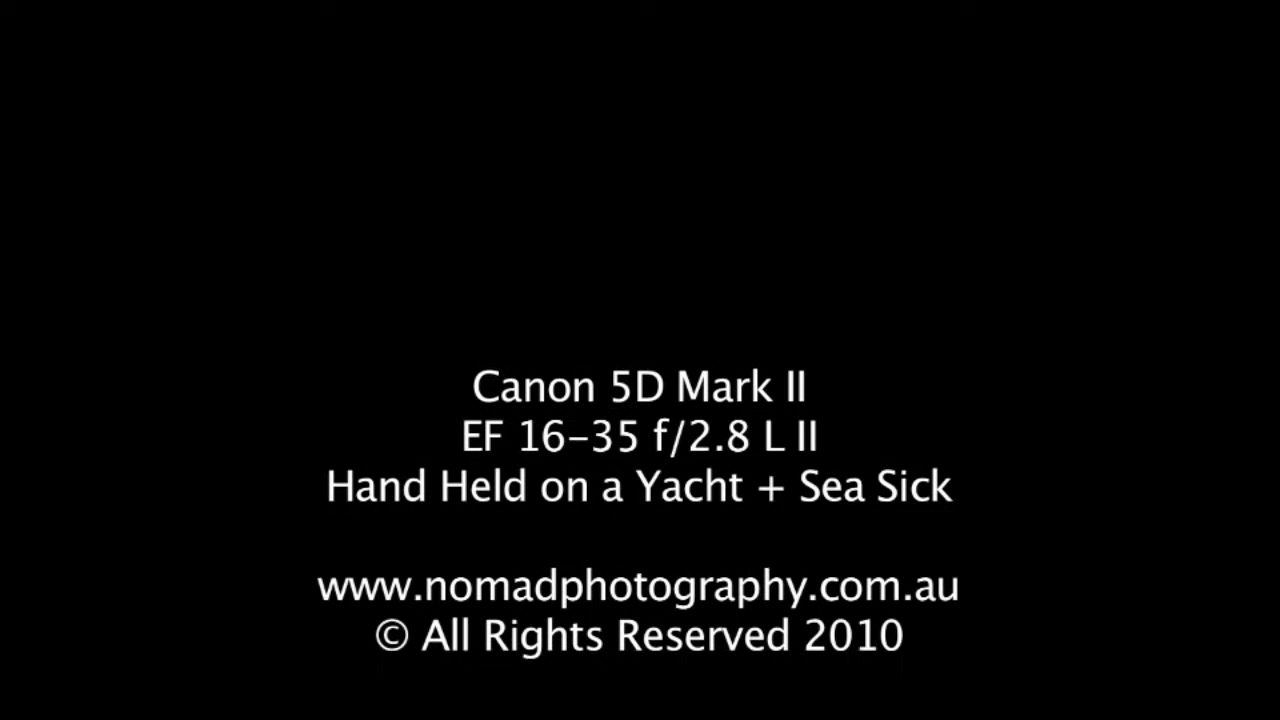 Canon 5D Mark II
EF 16-35 f/2.8 L II
Hand Held on a Yacht + Sea Sick
www.nomadphotography.com.au
© All Rights Reserved 2010